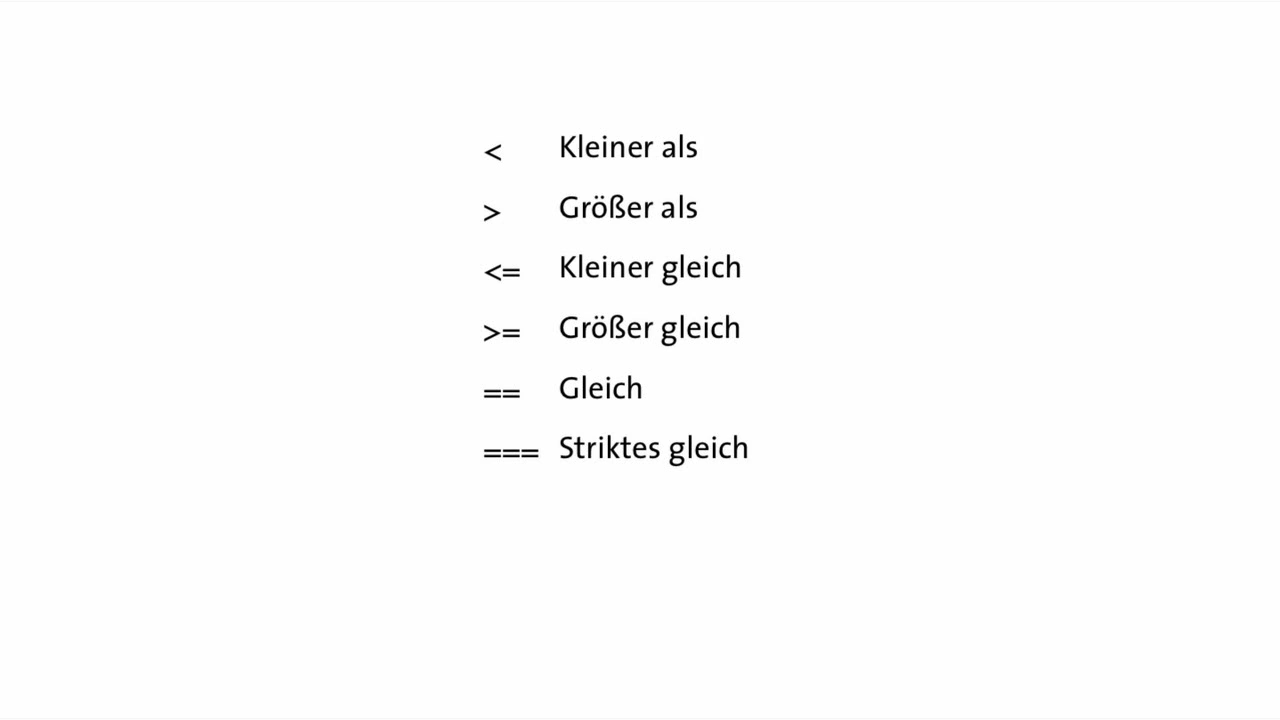 < Kleiner als
> Größer als
<= Kleiner gleich
>= Größer gleich
== Gleich
=== Striktes gleich